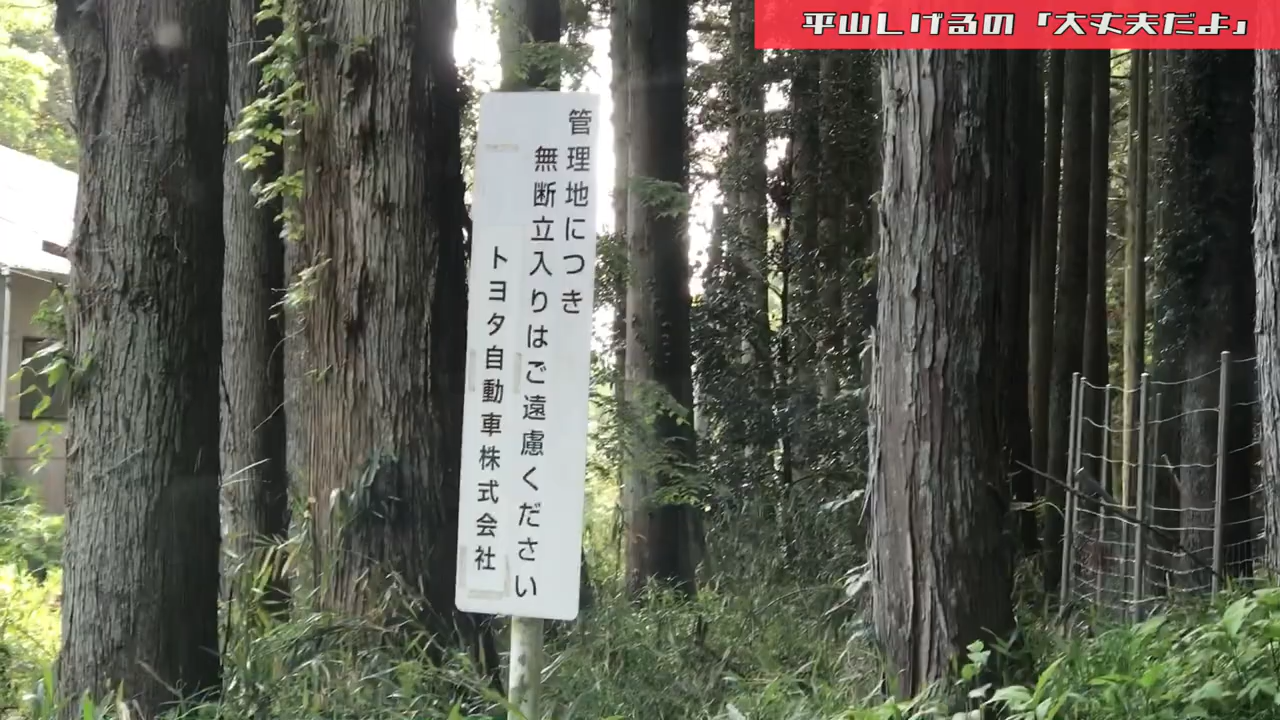 平山しげるの「大丈夫だよ」
管理地につき
無断立入りはご遠慮ください
トヨタ自動車株式会社